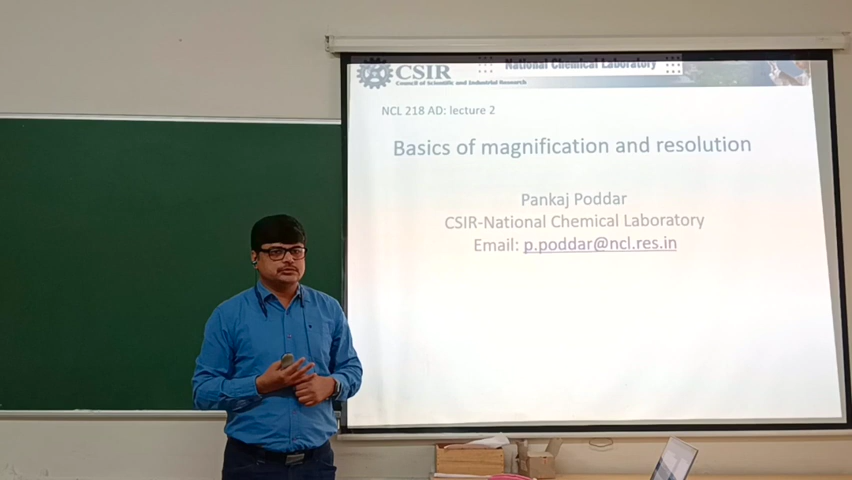 CSIR
Council of Scientific and Industrial Research
National Chemical Laboratory
NCL 218 AD: lecture 2
Basics of magnification and resolution
Pankaj Poddar
CSIR-National Chemical Laboratory
Email: p.poddar@ncl.res.in